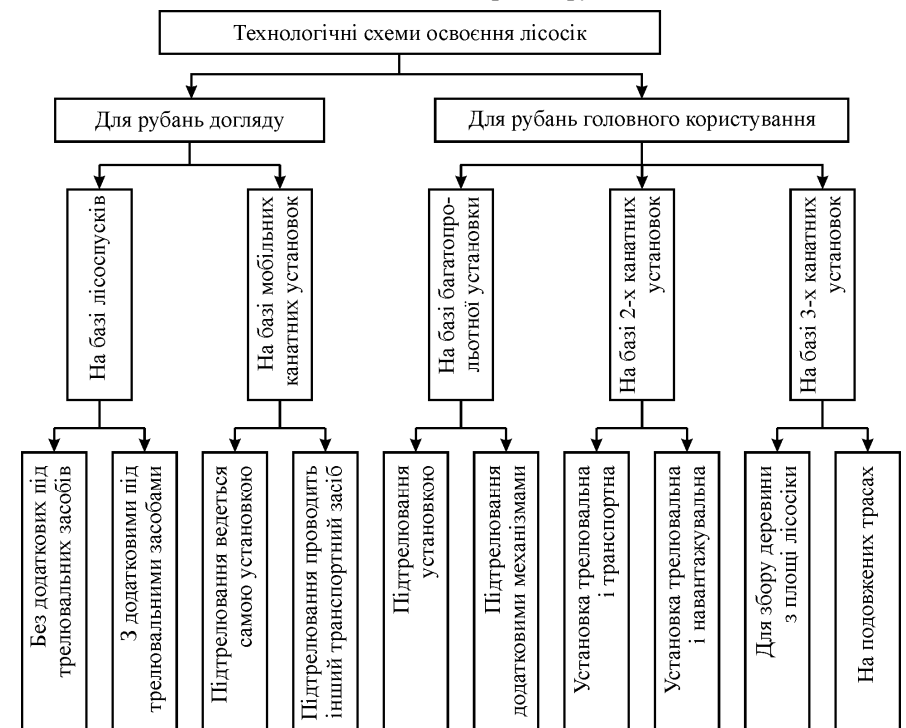 Технологічні схеми освоєння лісосік
Для рубань догляду
Для рубань головного користування
На базі лісоспусків
На базі мобільних
канатних установок
На базі багатопро-
льотної установки
На базі 2-х канатних
установок
На базі 3-х канатних
установок
Без додаткових під
трелювальних засобів
З додатковими під
трелювальними засобами
Підтрелювання ведеться
самою установкою
Підтрелювання проводить
інший транспортний засіб
Підтрелювання
установкою
Підтрелювання
додатковими механізмами
Установка трелювальна
і транспортна
Установка трелювальна
і навантажувальна
Для збору деревини
з площі лісосіки
На подовжених трасах